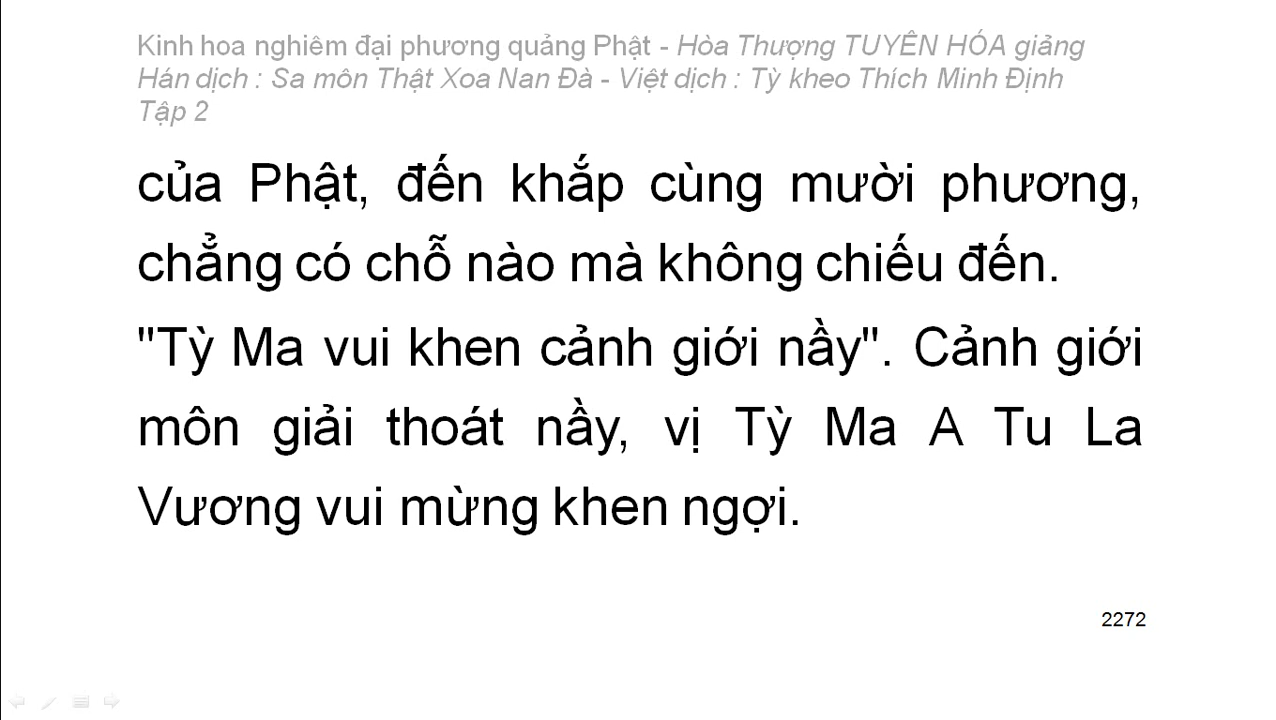 Kinh hoa nghiêm đại phương quảng Phật - Hòa Thượng TUYÊN HÓA giảng
Hán dịch : Sa môn Thật Xoa Nan Đà - Việt dịch : Tỳ kheo Thích Minh Định
Tập 2
của Phật, đến khắp cùng mười phương,
chẳng có chỗ nào mà không chiếu đến.
"Tỳ Ma vui khen cảnh giới nầy". Cảnh giới
môn giải thoát nầy, vị Tỳ Ma A Tu La
Vương vui mừng khen ngợi.
2272